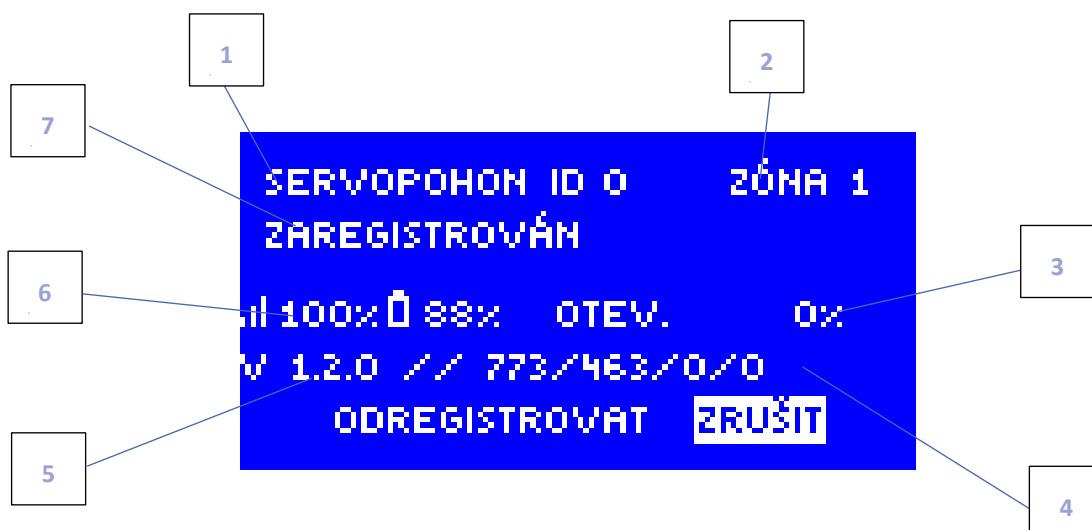 1
2
7
SERVOPOHON ID 0 ZÓNA 1
ZAREGISTROVÁN
6
3
100% 88% OTEV. 0%
V 1.2.0 // 773/463/0/0
ODREGISTROVAT ZRUŠIT
5
4